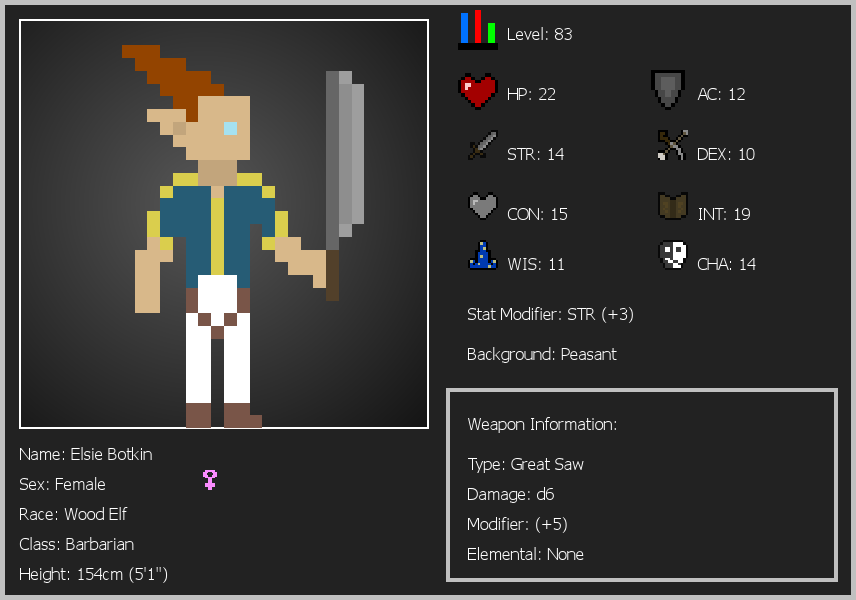 Level: 83
HP: 22
AC: 12
STR: 14
DEX: 10
CON: 15
INT: 19
WIS: 11
CHA: 14
Stat Modifier: STR (+3)
Background: Peasant
Weapon Information:
Type: Great Saw
Damage: d6
Modifier: (+5)
Elemental: None
Name: Elsie Botkin
Sex: Female
Race: Wood Elf
Class: Barbarian
Height: 154cm (5'1")